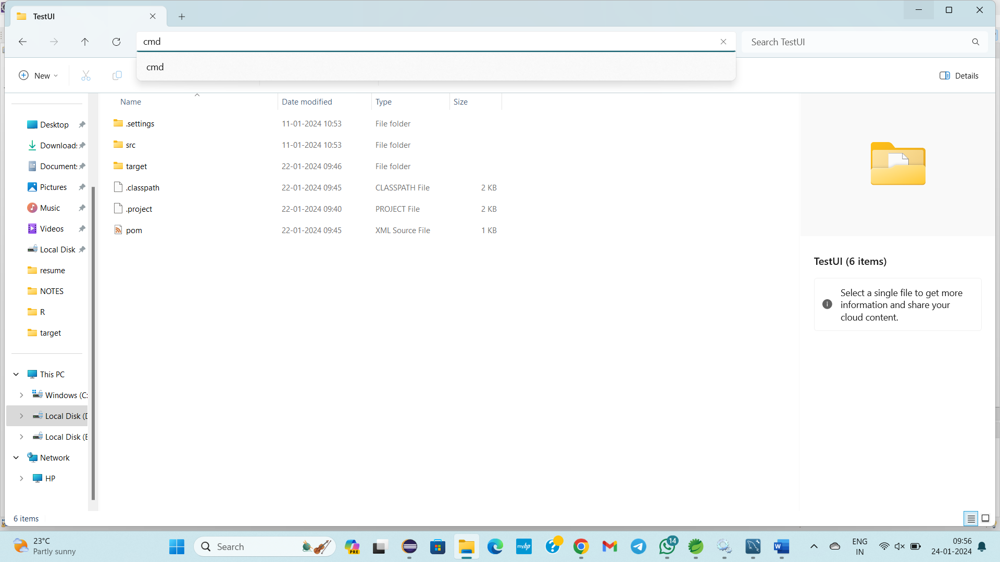 TestUI
cmd
Search TestUI
cmd
New
Details
Name
Date modified
Type
Size
.settings
11-01-2024 10:53
File folder
src
11-01-2024 10:53
File folder
target
22-01-2024 09:46
File folder
.classpath
22-01-2024 09:45
CLASSPATH File
2 KB
.project
22-01-2024 09:40
PROJECT File
2 KB
pom
22-01-2024 09:45
XML Source File
1 KB
Desktop
Downloads
Documents
Pictures
Music
Videos
Local Disk
resume
NOTES
R
target
This PC
Windows (C:
Local Disk (D
Local Disk (E
Network
HP
TestUI (6 items)
Select a single file to get more
information and share your
cloud content.
6 items
23°C
Partly sunny
Search
PRE
myhp
14
ENG
IN
09:56
24-01-2024